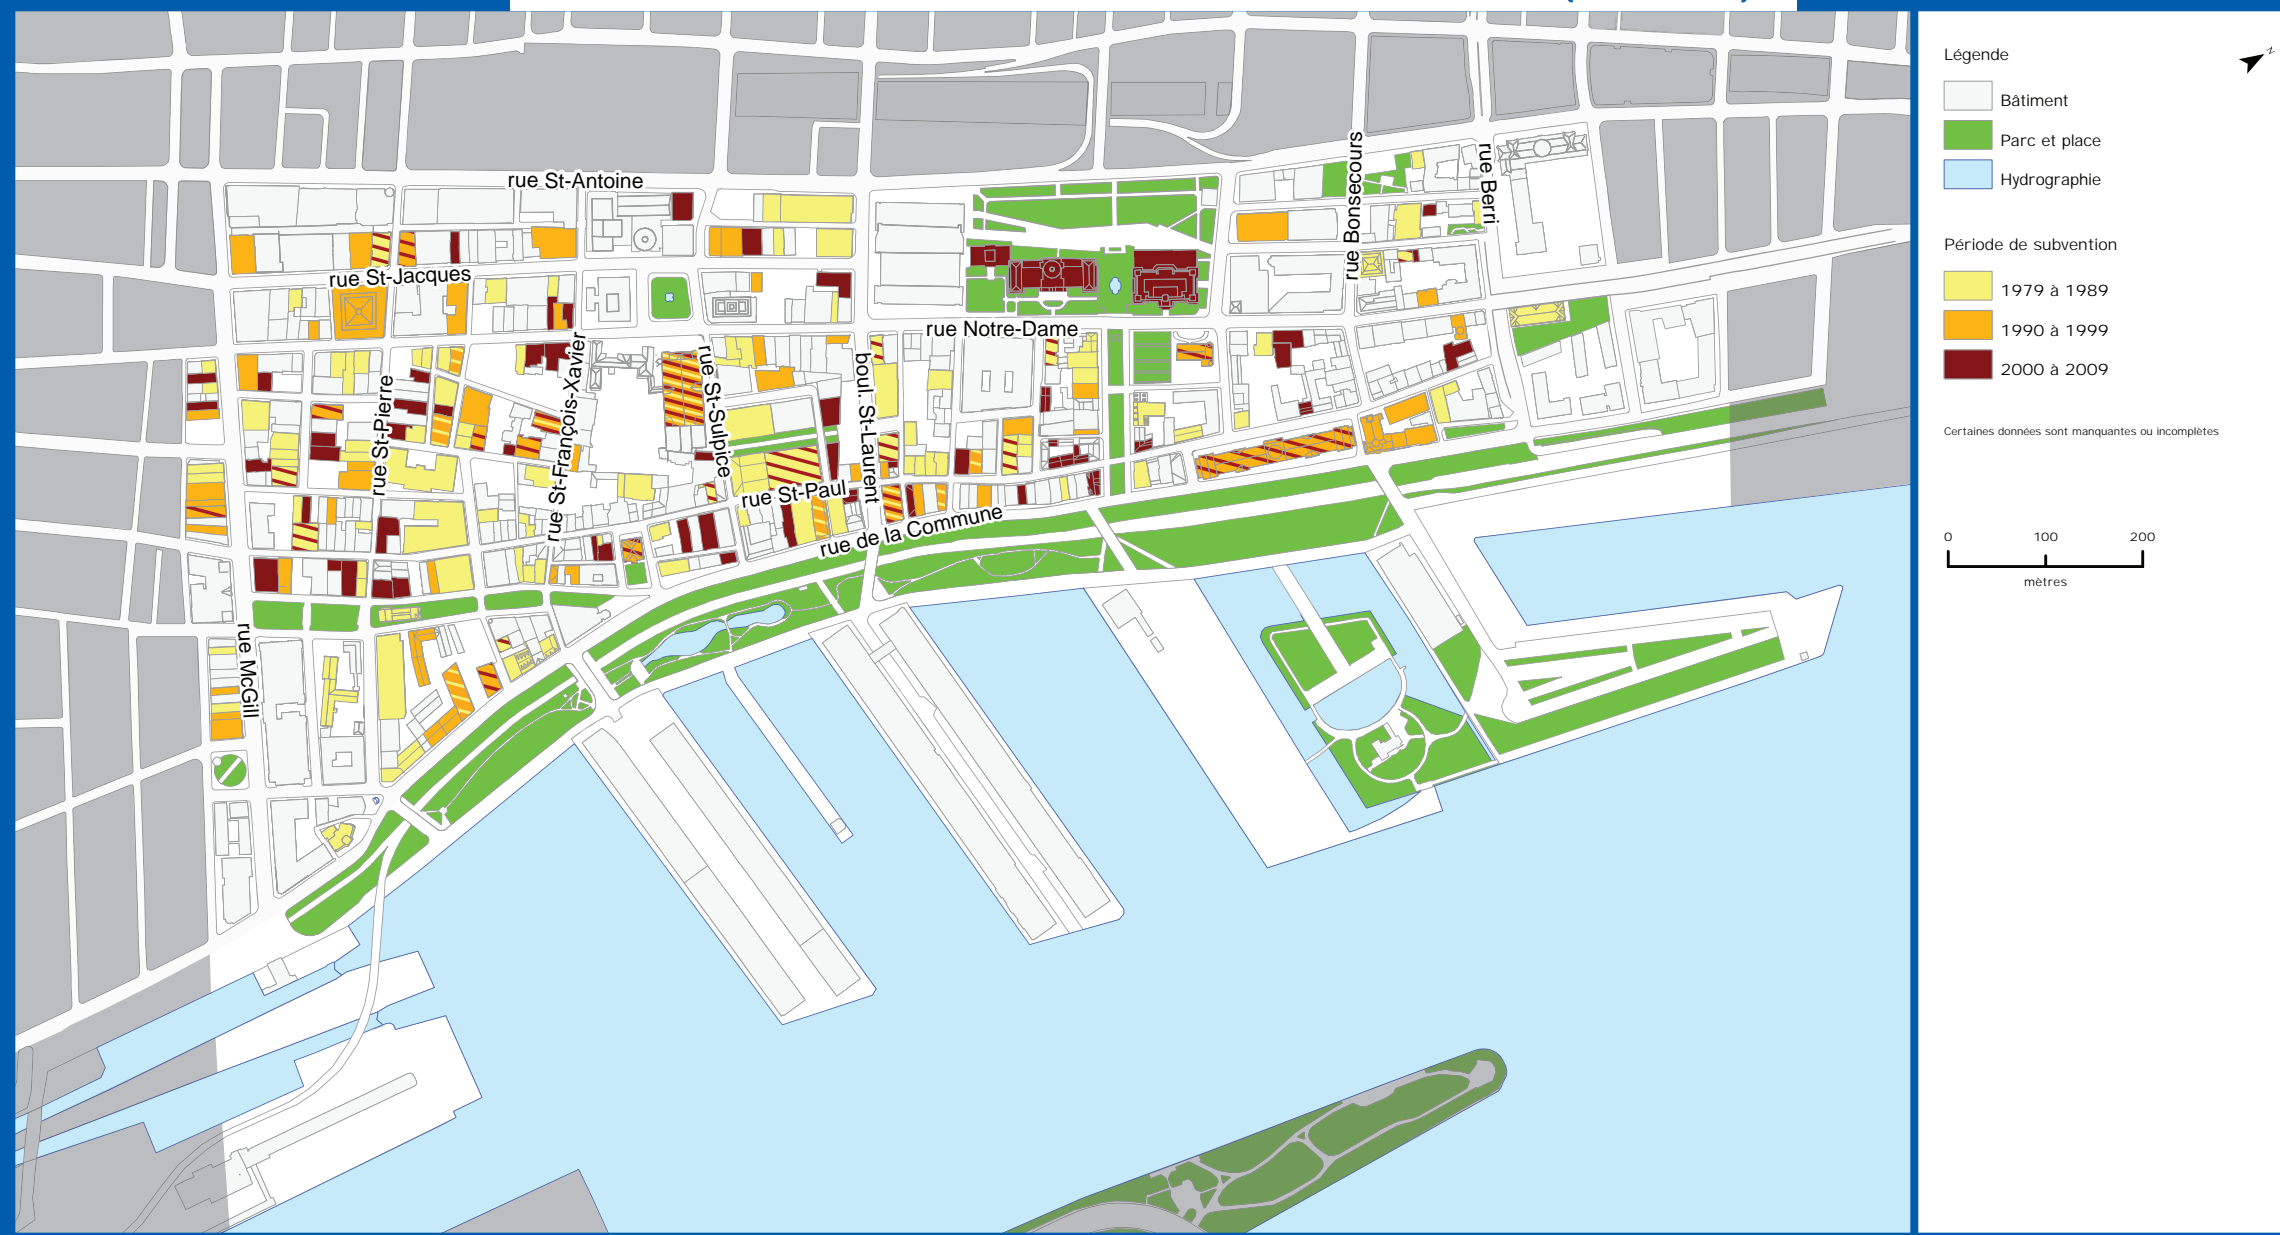 rue St-Antoine
rue St-Jacques
rue Notre-Dame
rue Bonsecours
rue Berri
rue St-Pierre
rue St-François-Xavier
rue St-Sulpice
boul. St-Laurent
rue St-Paul
rue de la Commune
rue McGill
Légende
N
Bâtiment
Parc et place
Hydrographie
Période de subvention
1979 à 1989
1990 à 1999
2000 à 2009
Certaines données sont manquantes ou incomplètes
0 100 200
mètres